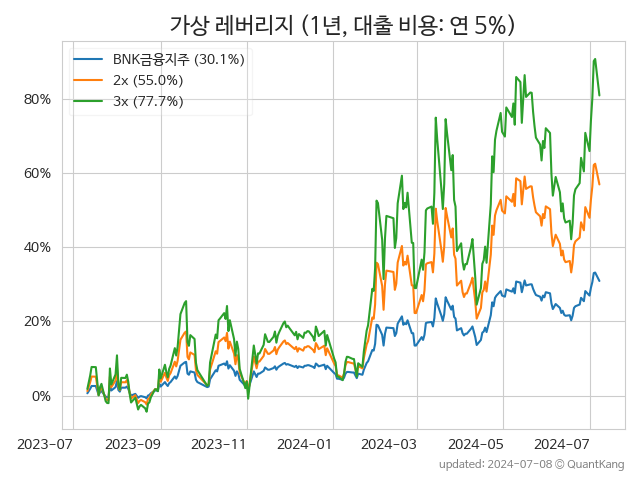 가상 레버리지 (1년, 대출 비용: 연 5%)
BNK금융지주 (30.1%)
2x (55.0%)
3x (77.7%)
80%
60%
40%
20%
0%
2023-07 2023-09 2023-11 2024-01 2024-03 2024-05 2024-07
updated: 2024-07-08 © QuantKang